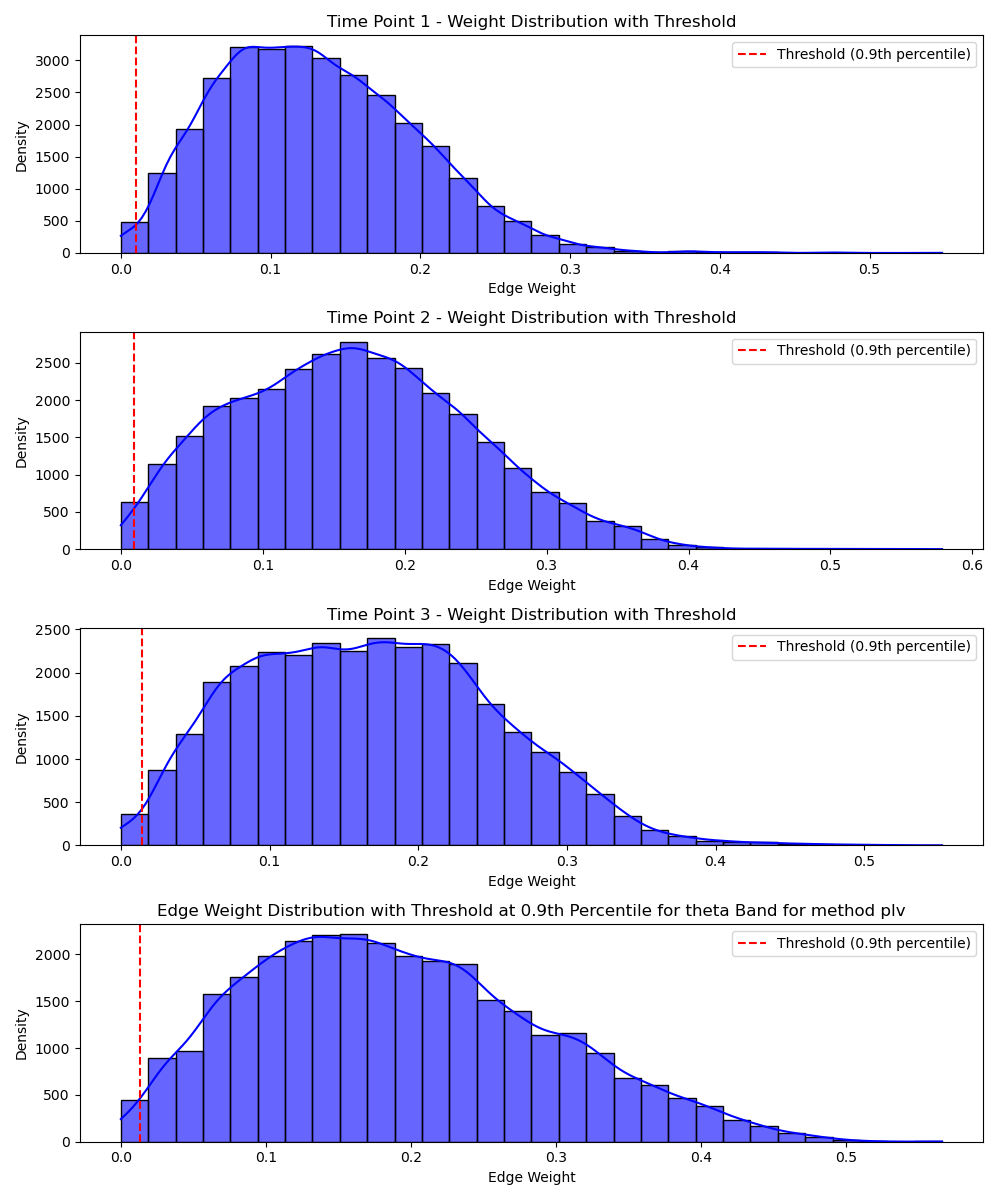 Time Point 1 - Weight Distribution with Threshold
Threshold (0.9th percentile)
Density
3000
2500
2000
1500
1000
500
0
0.0 0.1 0.2 0.3 0.4 0.5
Edge Weight
Time Point 2 - Weight Distribution with Threshold
Threshold (0.9th percentile)
Density
2500
2000
1500
1000
500
0
0.0 0.1 0.2 0.3 0.4 0.5 0.6
Edge Weight
Time Point 3 - Weight Distribution with Threshold
Threshold (0.9th percentile)
Density
2500
2000
1500
1000
500
0
0.0 0.1 0.2 0.3 0.4 0.5
Edge Weight
Edge Weight Distribution with Threshold at 0.9th Percentile for theta Band for method plv
Threshold (0.9th percentile)
Density
2000
1500
1000
500
0
0.0 0.1 0.2 0.3 0.4 0.5
Edge Weight